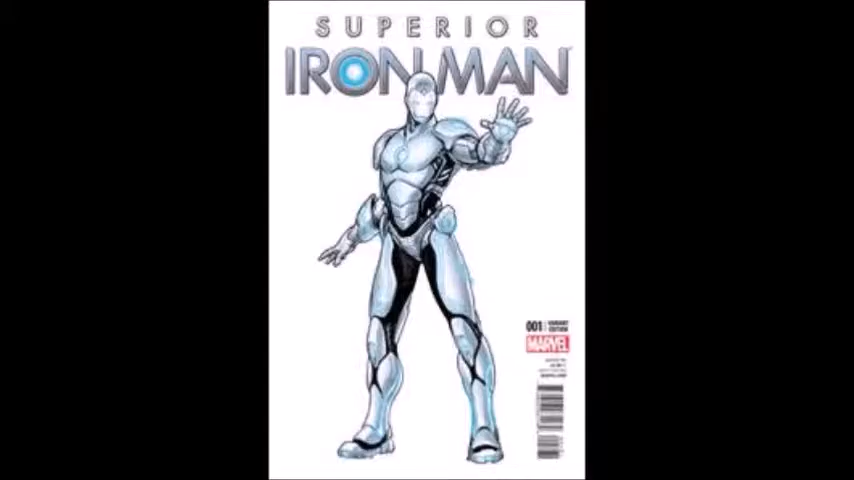 SUPERIOR
IRON MAN
001 VARIANT
EDITION
MARVEL